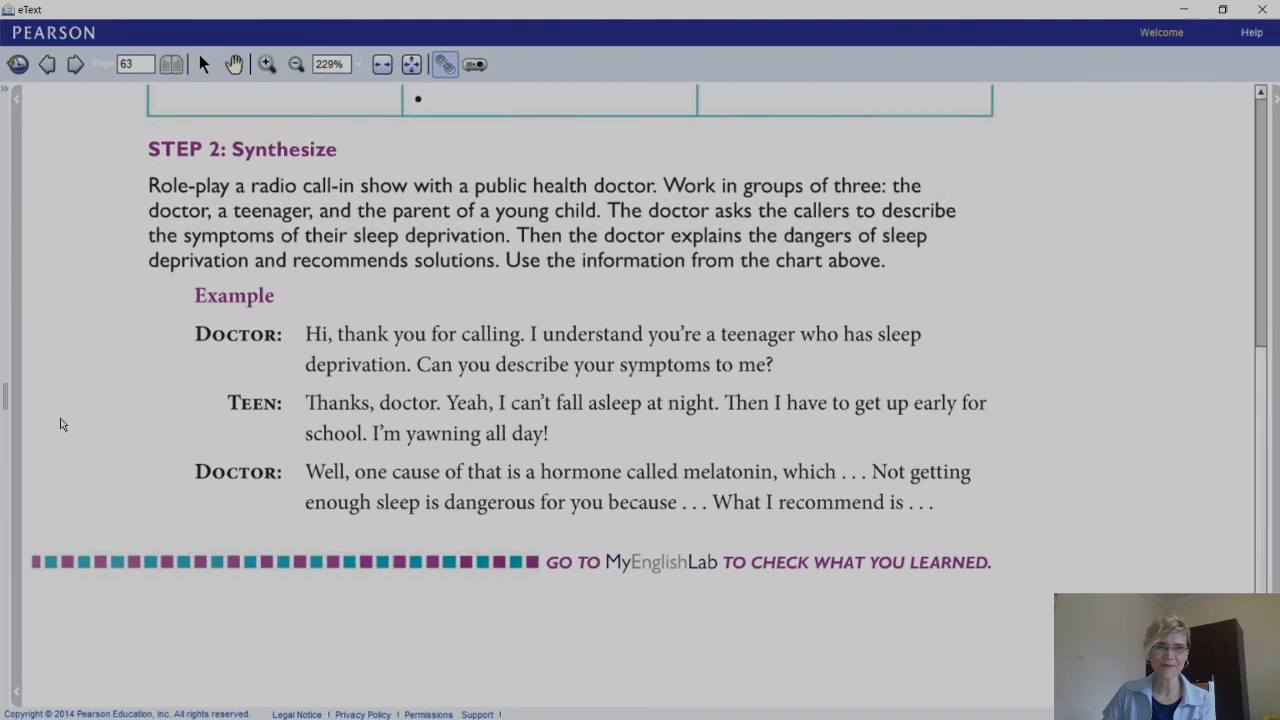 eText
PEARSON
Welcome
Help
Page
63
229%
STEP 2: Synthesize
Role-play a radio call-in show with a public health doctor. Work in groups of three: the
doctor, a teenager, and the parent of a young child. The doctor asks the callers to describe
the symptoms of their sleep deprivation. Then the doctor explains the dangers of sleep
deprivation and recommends solutions. Use the information from the chart above.
Example
DOCTOR: Hi, thank you for calling. I understand you're a teenager who has sleep
deprivation. Can you describe your symptoms to me?
TEEN: Thanks, doctor. Yeah, I can't fall asleep at night. Then I have to get up early for
school. I'm yawning all day!
DOCTOR: Well, one cause of that is a hormone called melatonin, which . . . Not getting
enough sleep is dangerous for you because . . . What I recommend is . . .
GO TO MyEnglishLab TO CHECK WHAT YOU LEARNED.
Copyright © 2014 Pearson Education, Inc. All rights reserved. Legal Notice | Privacy Policy | Permissions Support |